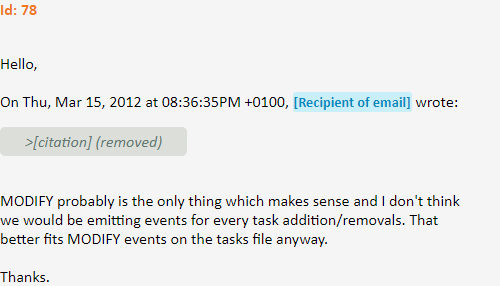 Id: 78
Hello,
On Thu, Mar 15, 2012 at 08:36:35PM +0100, [Recipient of email] wrote:
>[citation] (removed)
MODIFY probably is the only thing which makes sense and I don't think
we would be emitting events for every task addition/removals. That
better fits MODIFY events on the tasks file anyway.
Thanks.